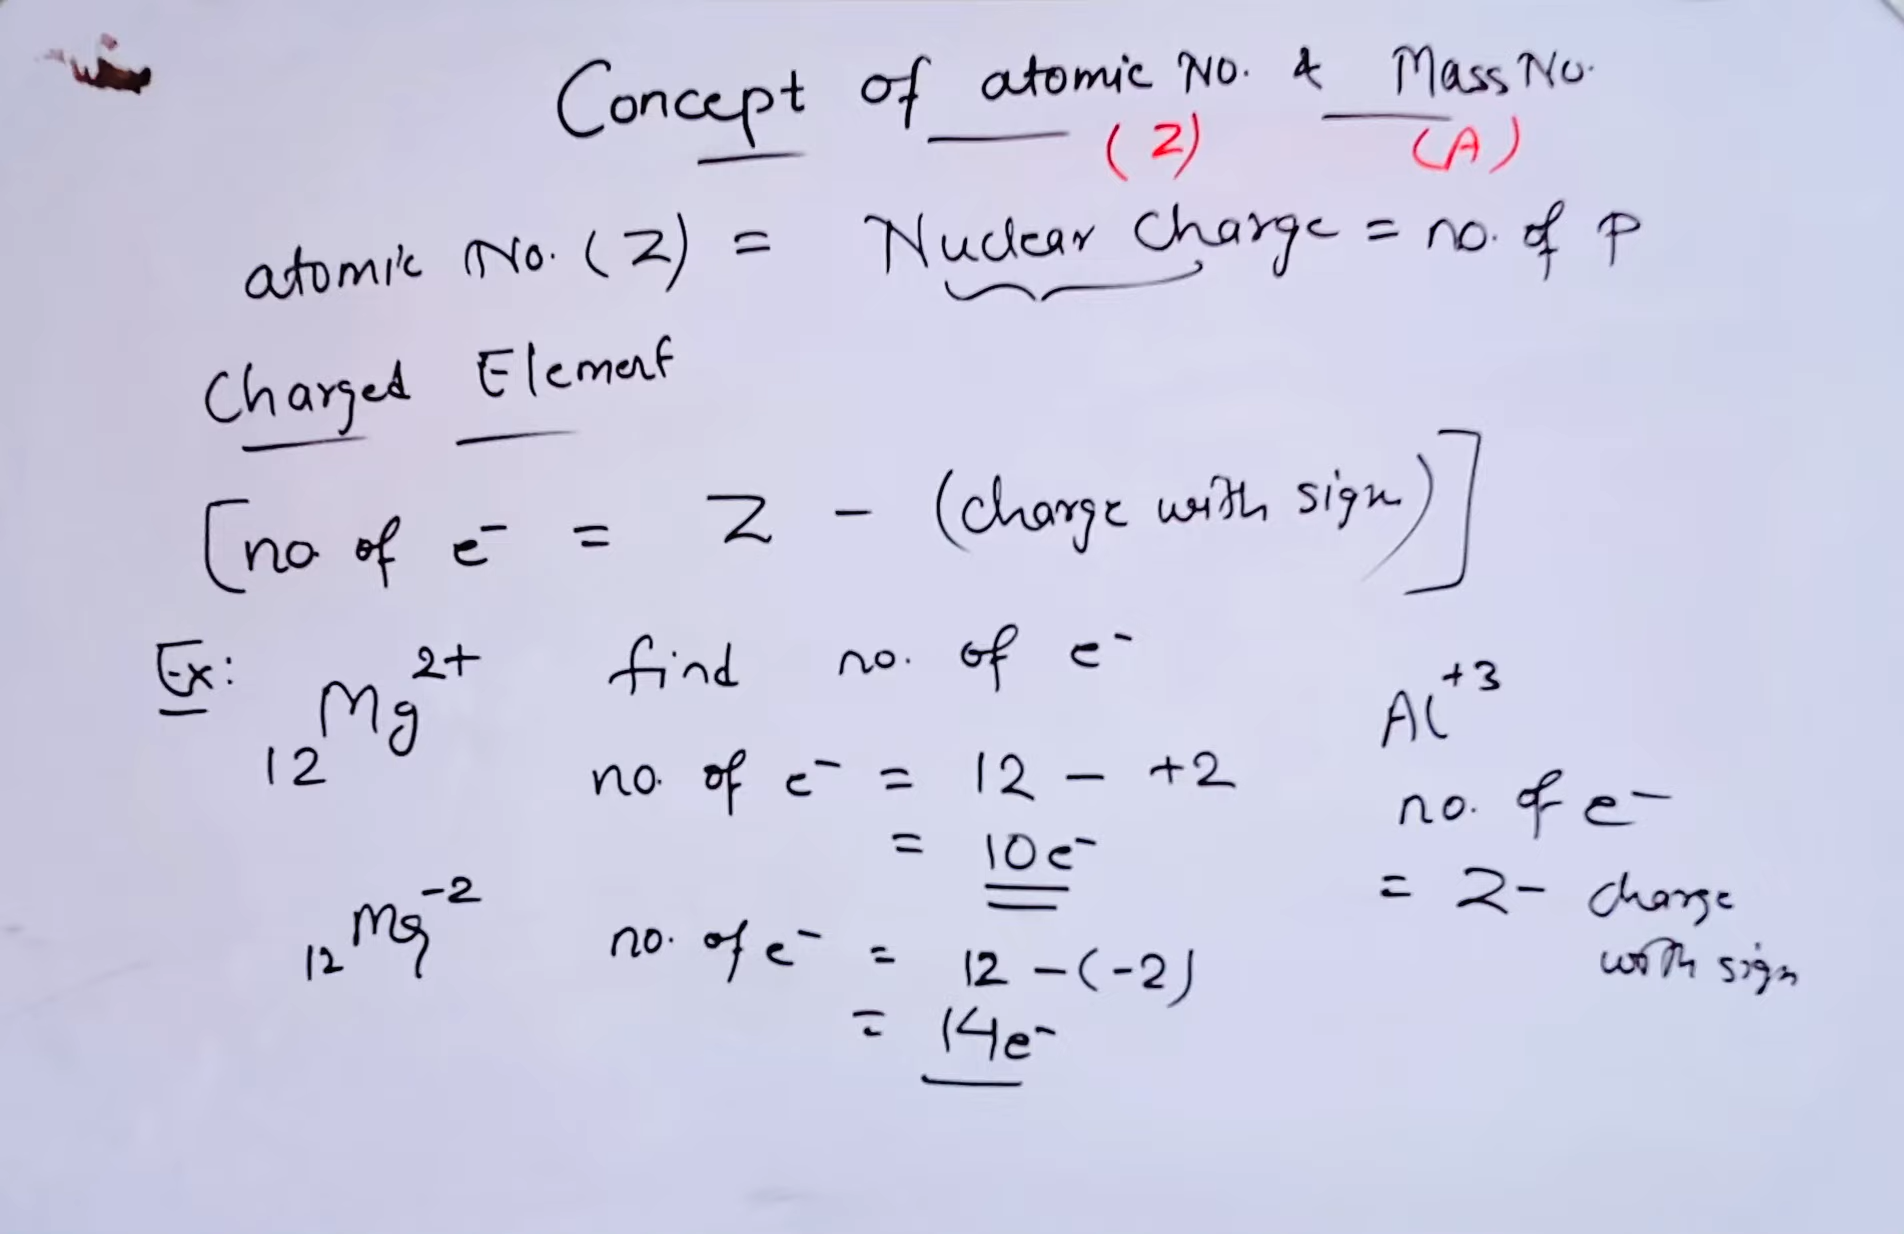 Concept of atomic No. & Mass No.
(Z) (A)
atomic No. (Z) = Nuclear Charge = no. of p
Charged Element
[no of e⁻ = Z - (charge with sign)]
Ex: ₁₂Mg²⁺ find no. of e⁻
no. of e⁻ = 12 - +2
= 10e⁻
₁₂Mg⁻² no. of e⁻ = 12 -(-2)
= 14e⁻
Al⁺³
no. of e⁻
= Z - charge
with sign